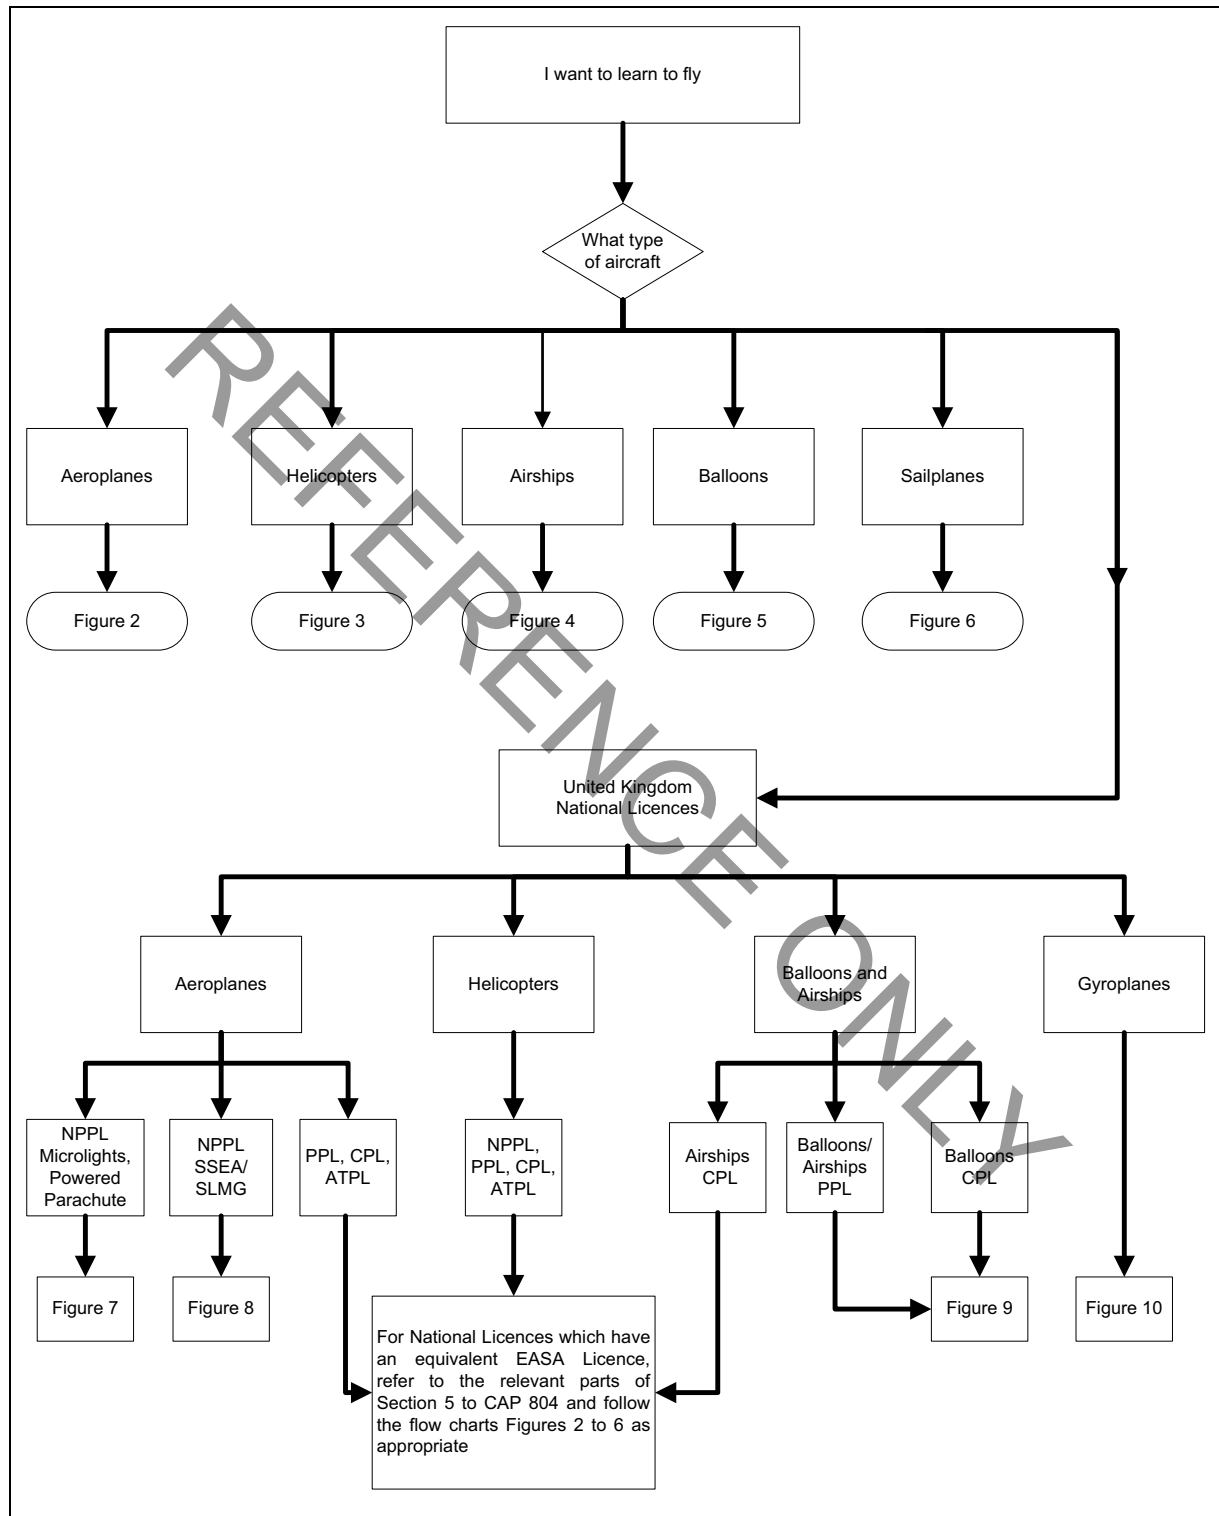 I want to learn to fly
What type
of aircraft
Aeroplanes
Helicopters
Airships
Balloons
Sailplanes
Figure 2
Figure 3
Figure 4
Figure 5
Figure 6
United Kingdom
National Licences
Aeroplanes
Helicopters
Balloons and
Airships
Gyroplanes
NPPL
Microlights,
Powered
Parachute
NPPL
SSEA/
SLMG
PPL, CPL,
ATPL
NPPL,
PPL, CPL,
ATPL
Airships
CPL
Balloons/
Airships
PPL
Balloons
CPL
Figure 7
Figure 8
Figure 9
Figure 10
For National Licences which have
an equivalent EASA Licence,
refer to the relevant parts of
Section 5 to CAP 804 and follow
the flow charts Figures 2 to 6 as
appropriate
REFERENCE ONLY